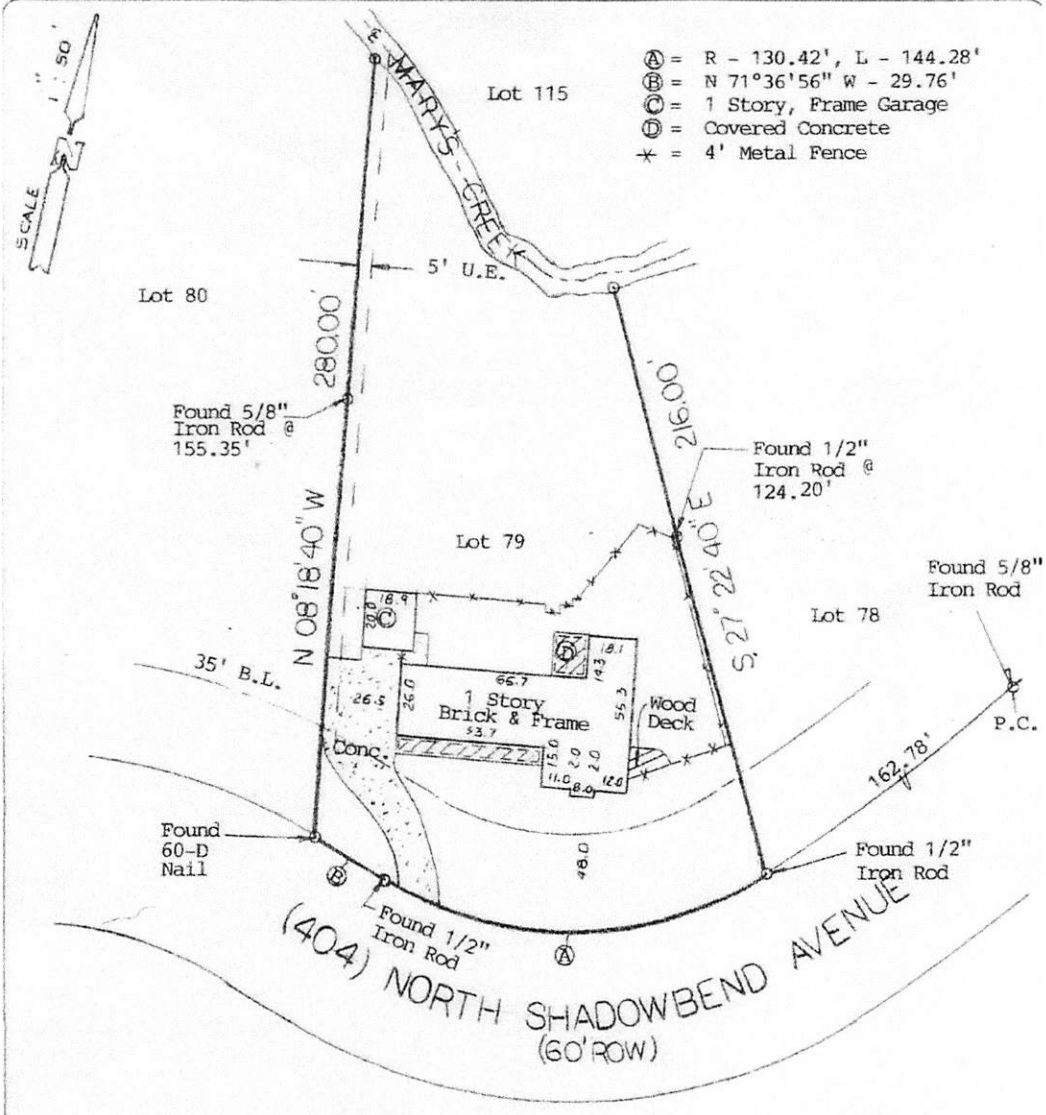 SCALE 1" 50'
Ⓐ = R - 130.42', L - 144.28'
Ⓑ = N 71°36'56" W - 29.76'
Ⓒ = 1 Story, Frame Garage
Ⓓ = Covered Concrete
-x- = 4' Metal Fence
Lot 115
MARY'S CREEK
5' U.E.
Lot 80
280.00
216.00'
Found 5/8"
Iron Rod @
155.35'
Found 1/2"
Iron Rod @
124.20'
N 08°18'40" W
S. 27° 22' 40" E
Lot 79
Found 5/8"
Iron Rod
Lot 78
18.9
20.0
Ⓒ
Ⓓ
18.1
14.3
35' B.L.
66.7
26.5
26.0
1 Story
Brick & Frame
53.7
55.3
Wood
Deck
P.C.
Conc.
15.0
2.0
2.0
11.0
8.0
12.0
162.78'
Found
60-D
Nail
48.0
Found 1/2"
Iron Rod
Ⓑ
Found 1/2"
Iron Rod
Ⓐ
(404) NORTH SHADOWBEND AVENUE
(60' ROW)